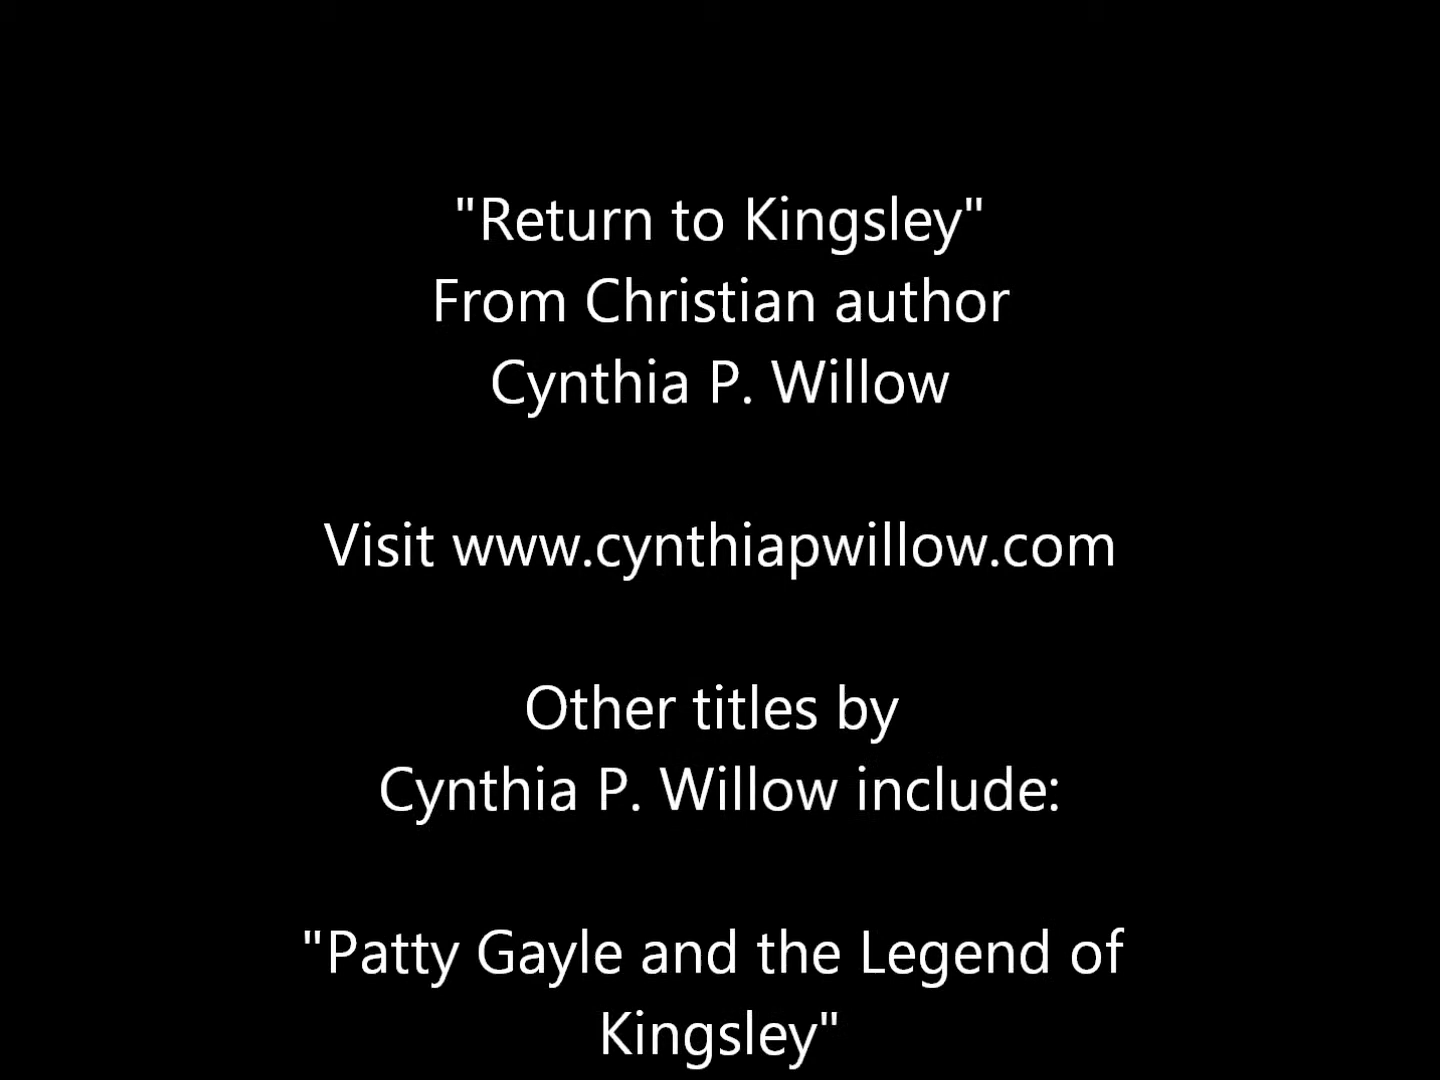 "Return to Kingsley"
From Christian author
Cynthia P. Willow
Visit www.cynthiapwillow.com
Other titles by
Cynthia P. Willow include:
"Patty Gayle and the Legend of
Kingsley"